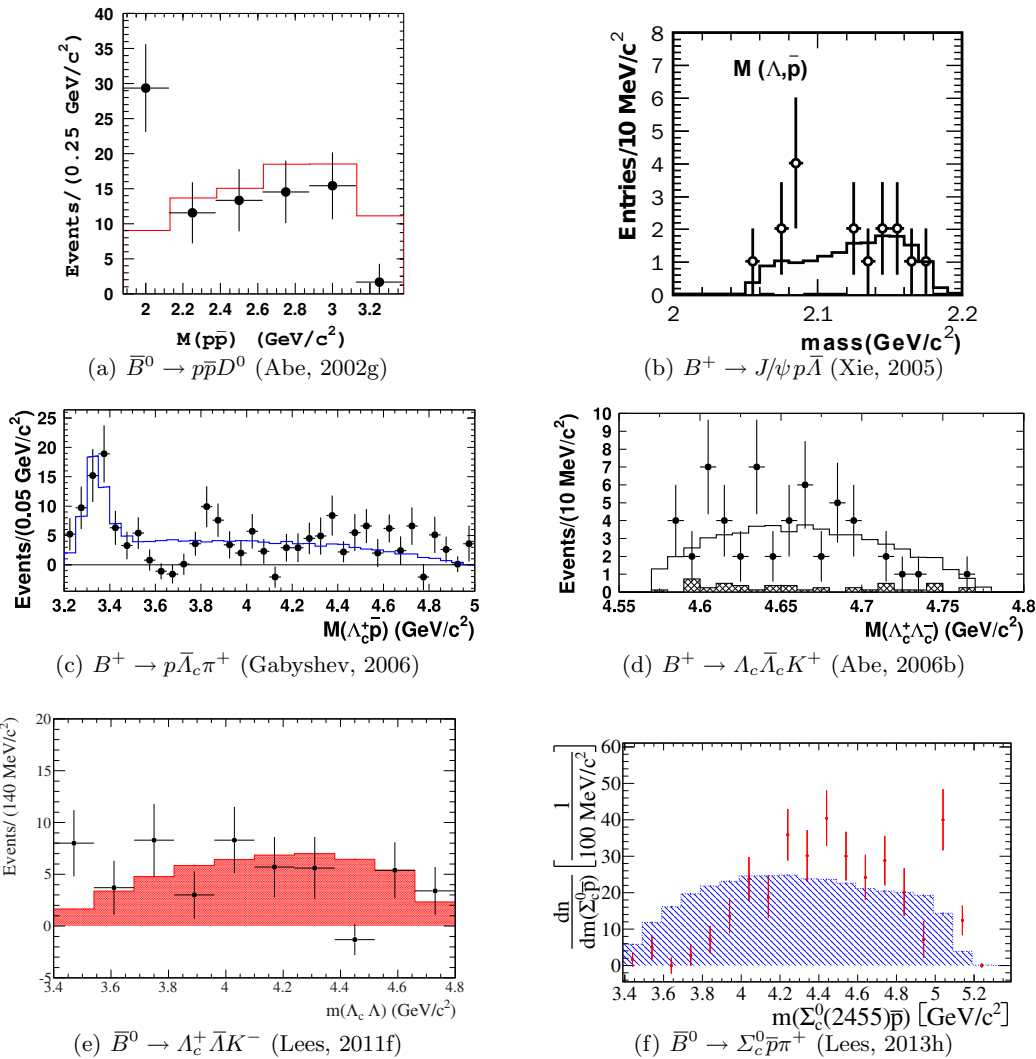 40
35
30
25
20
15
10
5
0
Events/(0.25 GeV/c²)
2 2.2 2.4 2.6 2.8 3 3.2
M(pp̄) (GeV/c²)
(a) B̄⁰ → pp̄D⁰ (Abe, 2002g)
8
7
6
5
4
3
2
1
0
Entries/10 MeV/c²
M (Λ,p̄)
2 2.1 2.2
mass(GeV/c²)
(b) B⁺ → J/ψ pΛ̄ (Xie, 2005)
25
20
15
10
5
0
Events/(0.05 GeV/c²)
3.2 3.4 3.6 3.8 4 4.2 4.4 4.6 4.8 5
M(Λc⁺p̄) (GeV/c²)
(c) B⁺ → pΛ̄cπ⁺ (Gabyshev, 2006)
10
9
8
7
6
5
4
3
2
1
0
Events/(10 MeV/c²)
4.55 4.6 4.65 4.7 4.75 4.8
M(Λc⁺Λc⁻) (GeV/c²)
(d) B⁺ → ΛcΛ̄cK⁺ (Abe, 2006b)
20
15
10
5
0
-5
Events/ (140 MeV/c²)
3.4 3.6 3.8 4 4.2 4.4 4.6 4.8
m(Λc Λ) (GeV/c²)
(e) B̄⁰ → Λc⁺Λ̄K⁻ (Lees, 2011f)
60
50
40
30
20
10
0
dn/dm(Σc⁰p̄) [1/100 MeV/c²]
3.4 3.6 3.8 4 4.2 4.4 4.6 4.8 5 5.2
m(Σc⁰(2455)p̄) [GeV/c²]
(f) B̄⁰ → Σc⁰p̄π⁺ (Lees, 2013h)